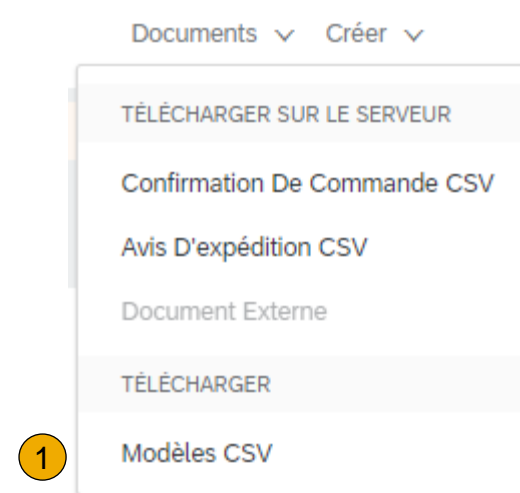 Documents Créer
TÉLÉCHARGER SUR LE SERVEUR
Confirmation De Commande CSV
Avis D'expédition CSV
Document Externe
TÉLÉCHARGER
1 Modèles CSV